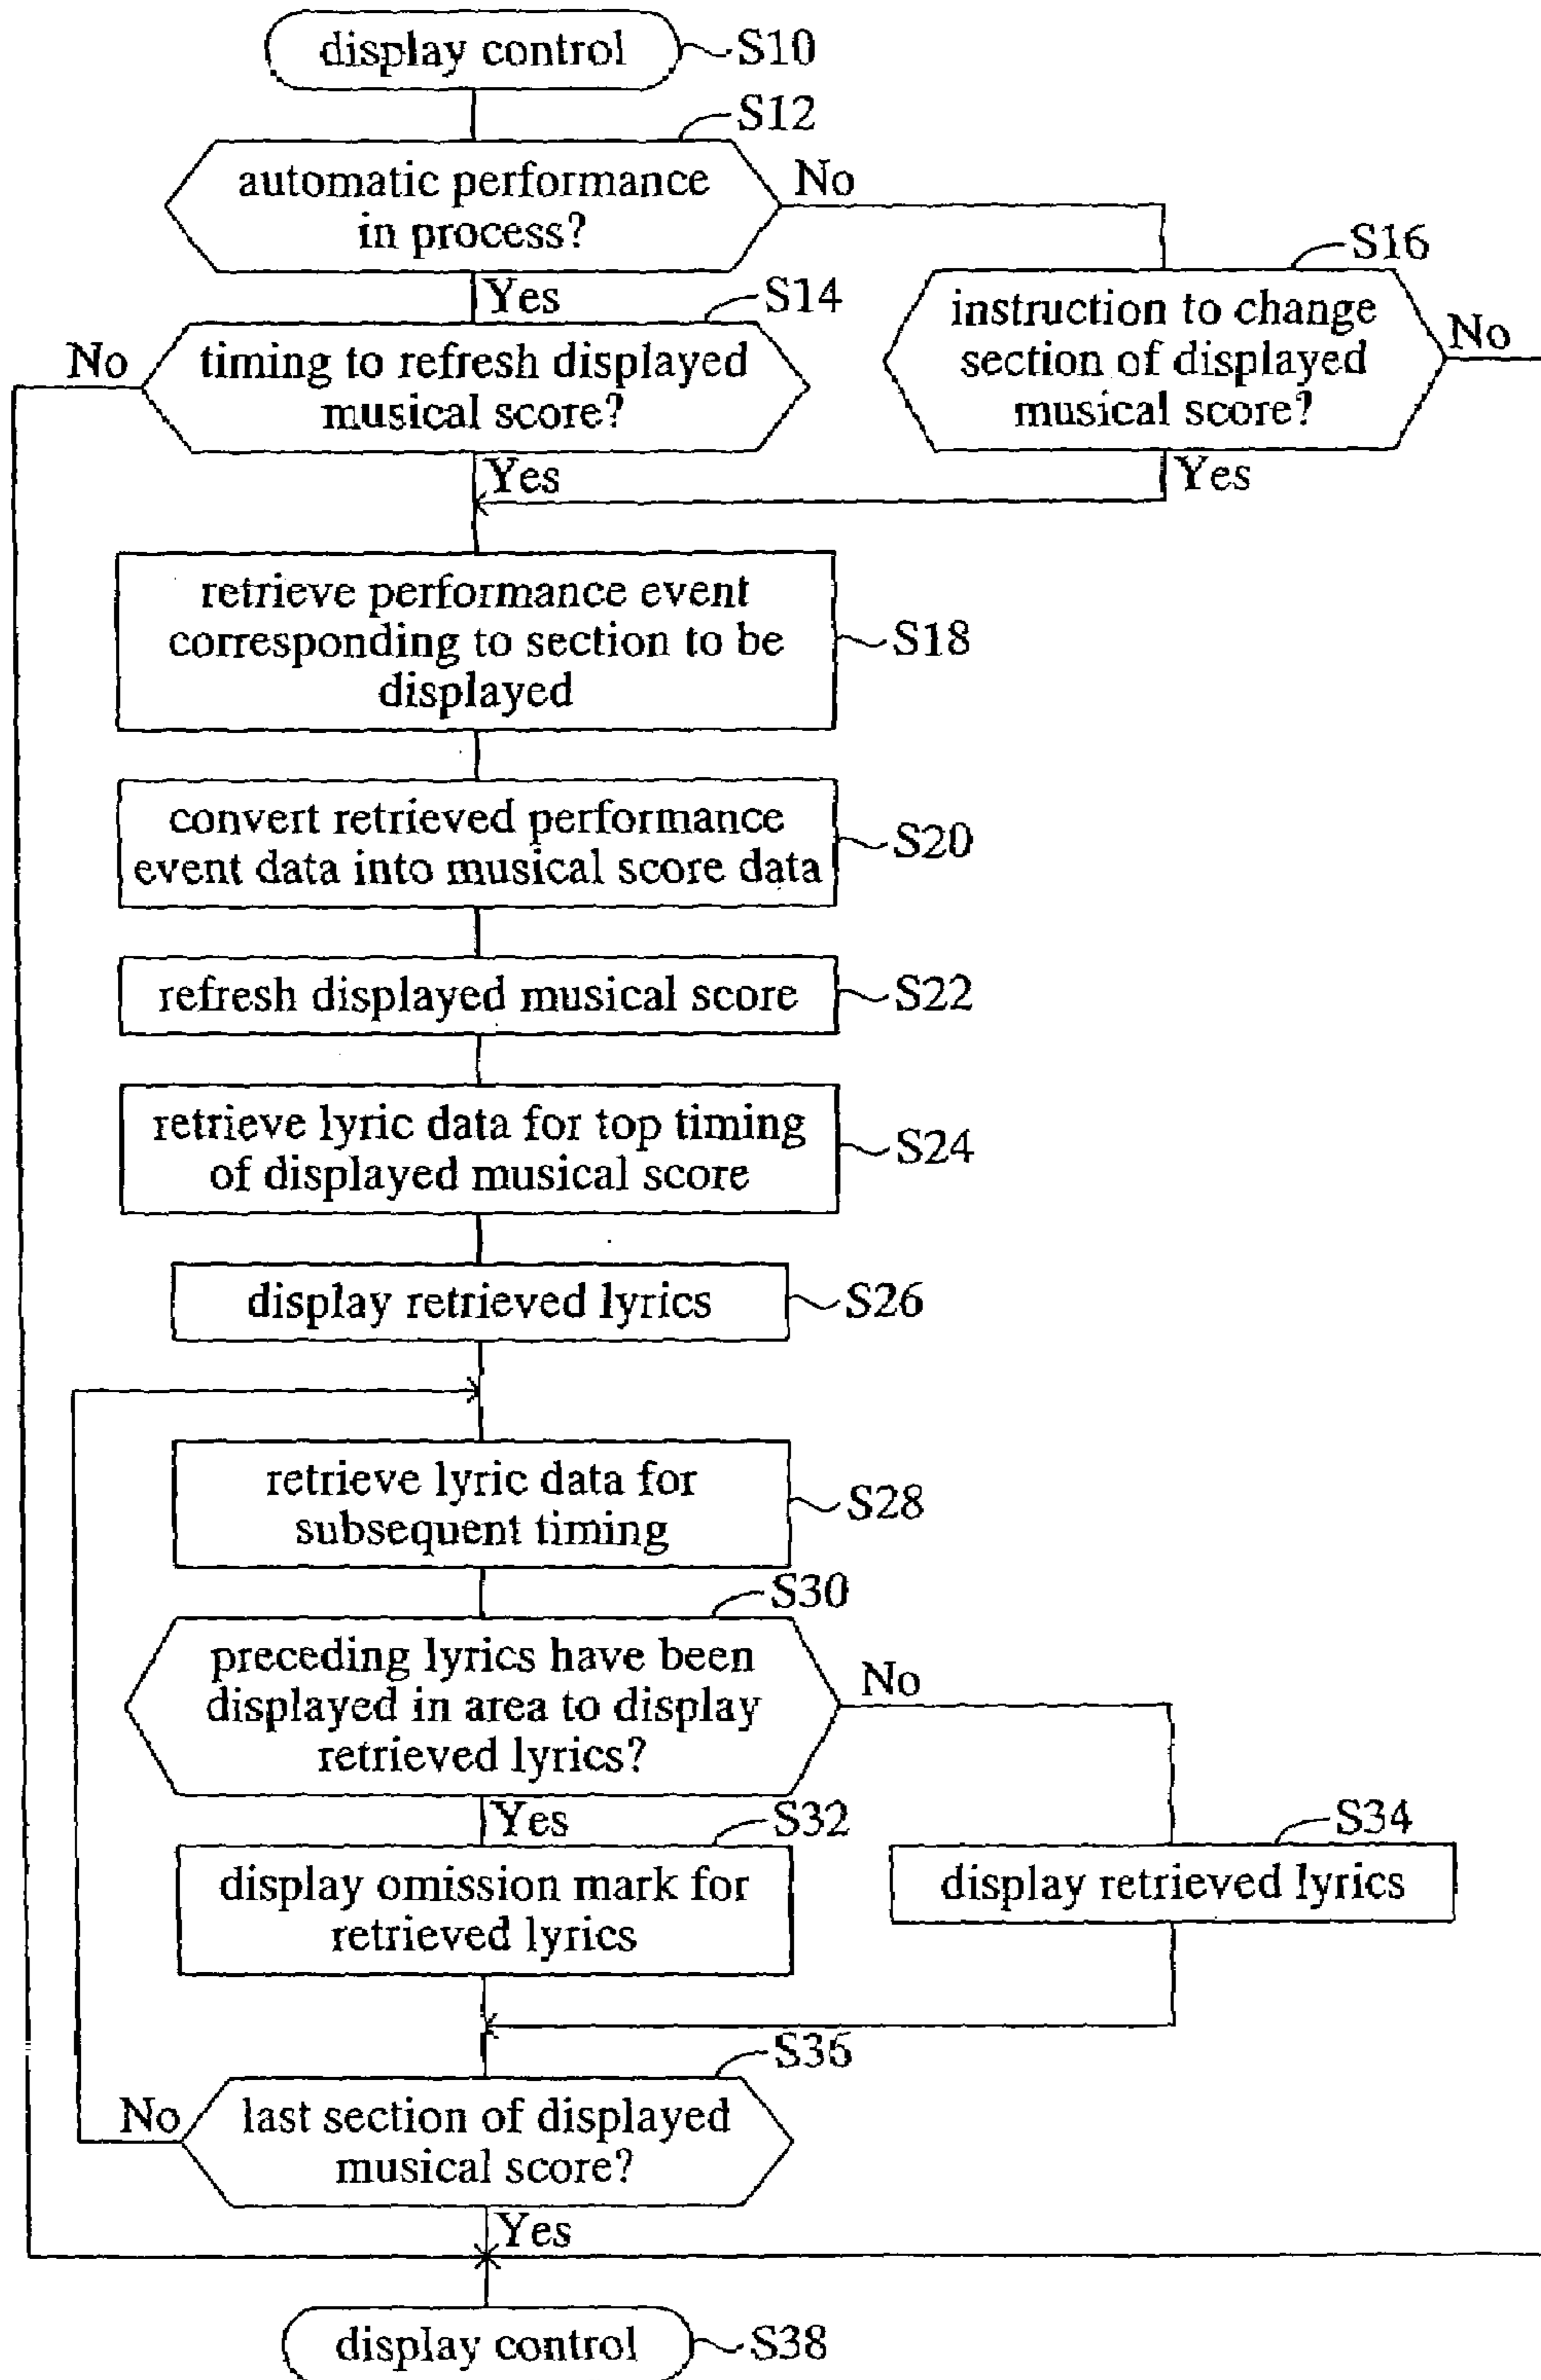 display control
S10
S12
automatic performance
in process?
No
Yes
S14
S16
No
timing to refresh displayed
musical score?
instruction to change
section of displayed
musical score?
No
Yes
Yes
retrieve performance event
corresponding to section to be
displayed
S18
convert retrieved performance
event data into musical score data
S20
refresh displayed musical score
S22
retrieve lyric data for top timing
of displayed musical score
S24
display retrieved lyrics
S26
retrieve lyric data for
subsequent timing
S28
S30
preceding lyrics have been
displayed in area to display
retrieved lyrics?
No
Yes
S32
S34
display omission mark for
retrieved lyrics
display retrieved lyrics
S36
No
last section of displayed
musical score?
Yes
display control
S38